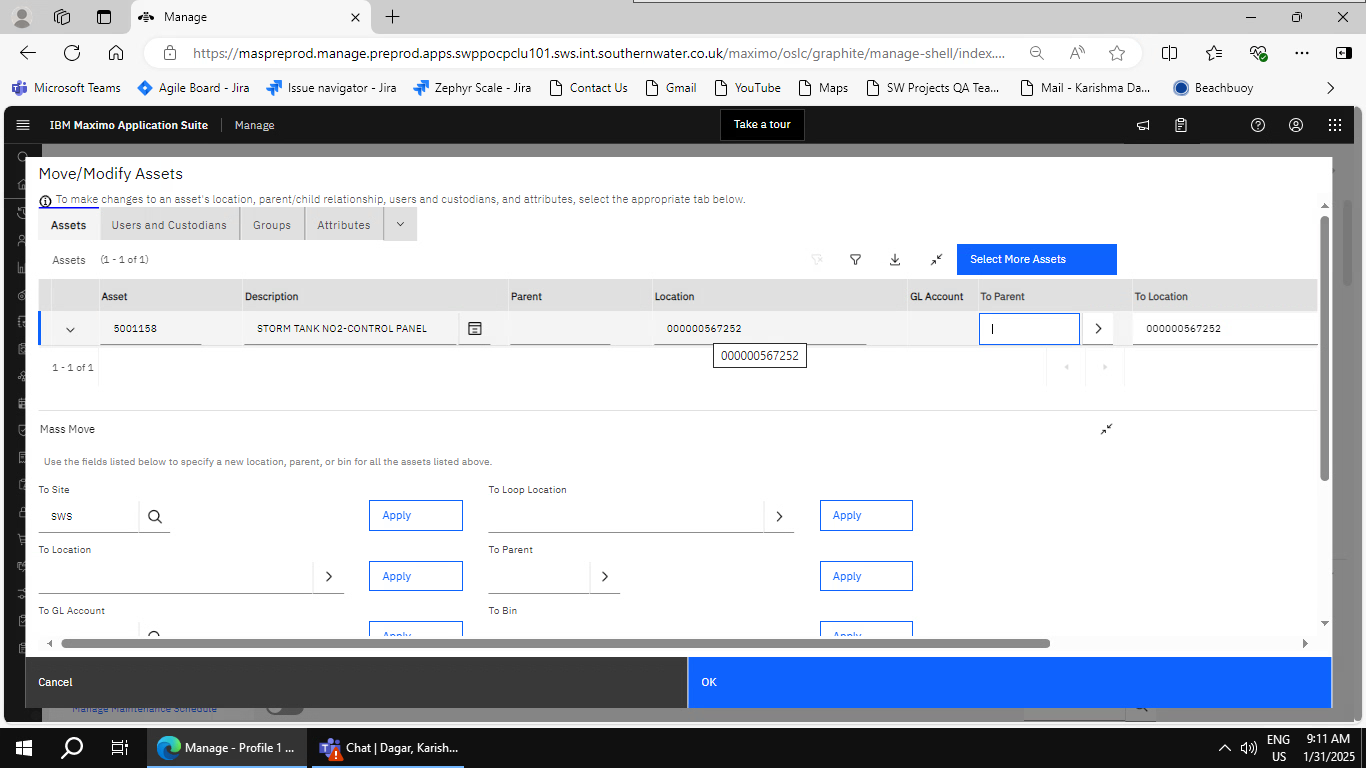 Manage
https://maspreprod.manage.preprod.apps.swppocpclu101.sws.int.southernwater.co.uk/maximo/oslc/graphite/manage-shell/index....
Microsoft Teams
Agile Board - Jira
Issue navigator - Jira
Zephyr Scale - Jira
Contact Us
Gmail
YouTube
Maps
SW Projects QA Tea...
Mail - Karishma Da...
Beachbuoy
IBM Maximo Application Suite
Manage
Take a tour
Move/Modify Assets
To make changes to an asset's location, parent/child relationship, users and custodians, and attributes, select the appropriate tab below.
Assets
Users and Custodians
Groups
Attributes
Assets (1 - 1 of 1)
Select More Assets
Asset Description Parent Location GL Account To Parent To Location
5001158 STORM TANK NO2-CONTROL PANEL 000000567252 000000567252
000000567252
1 - 1 of 1
Mass Move
Use the fields listed below to specify a new location, parent, or bin for all the assets listed above.
To Site To Loop Location
SWS Apply Apply
To Location To Parent
Apply Apply
To GL Account To Bin
Apply Apply
Cancel
OK
Manage Maintenance Schedule
Manage - Profile 1 ...
Chat | Dagar, Karish...
ENG
US
9:11 AM
1/31/2025